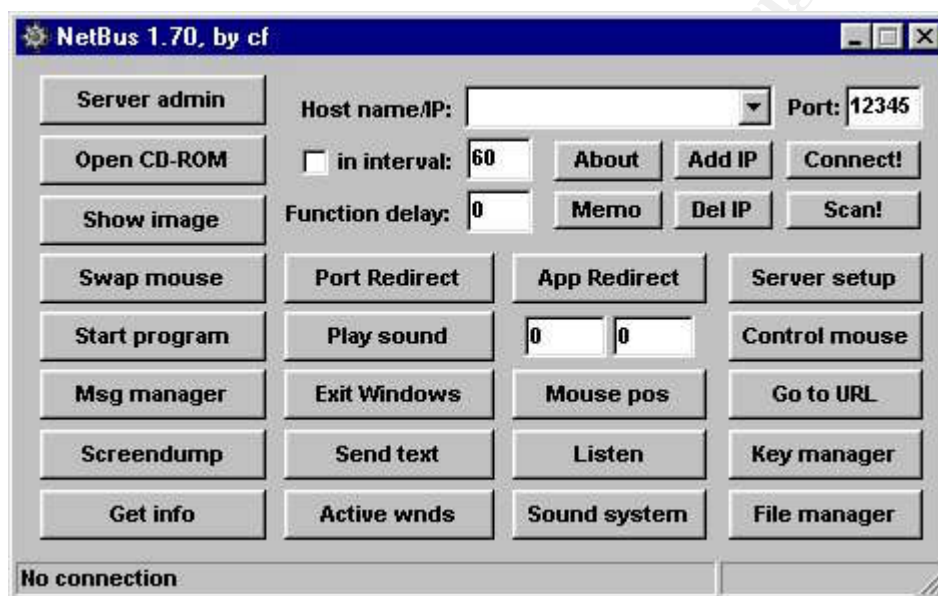 NetBus 1.70, by cf
Server admin
Host name/IP:
Port: 12345
Open CD-ROM
in interval: 60
About
Add IP
Connect!
Show image
Function delay: 0
Memo
Del IP
Scan!
Swap mouse
Port Redirect
App Redirect
Server setup
Start program
Play sound
0
0
Control mouse
Msg manager
Exit Windows
Mouse pos
Go to URL
Screendump
Send text
Listen
Key manager
Get info
Active wnds
Sound system
File manager
No connection